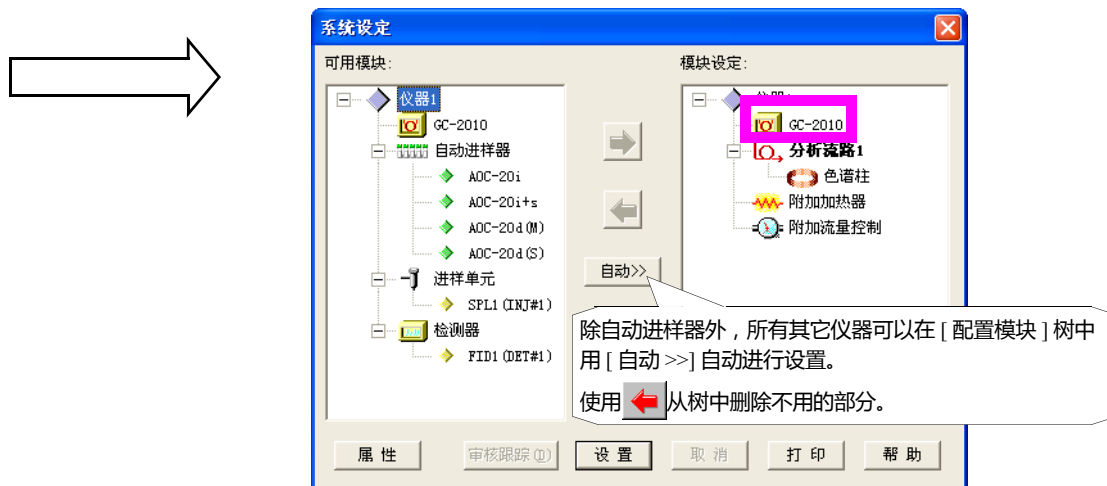 系统设定
可用模块:
模块设定:
仪器1
GC-2010
自动进样器
AOC-20i
AOC-20i+s
AOC-20d(M)
AOC-20d(S)
进样单元
SPL1(INJ#1)
检测器
FID1(DET#1)
自动>>
GC-2010
分析流路1
色谱柱
附加加热器
附加流量控制
除自动进样器外，所有其它仪器可以在 [ 配置模块 ] 树中
用 [ 自动 >>] 自动进行设置。
使用 从树中删除不用的部分。
属 性
审核跟踪(D)
设 置
取 消
打 印
帮 助